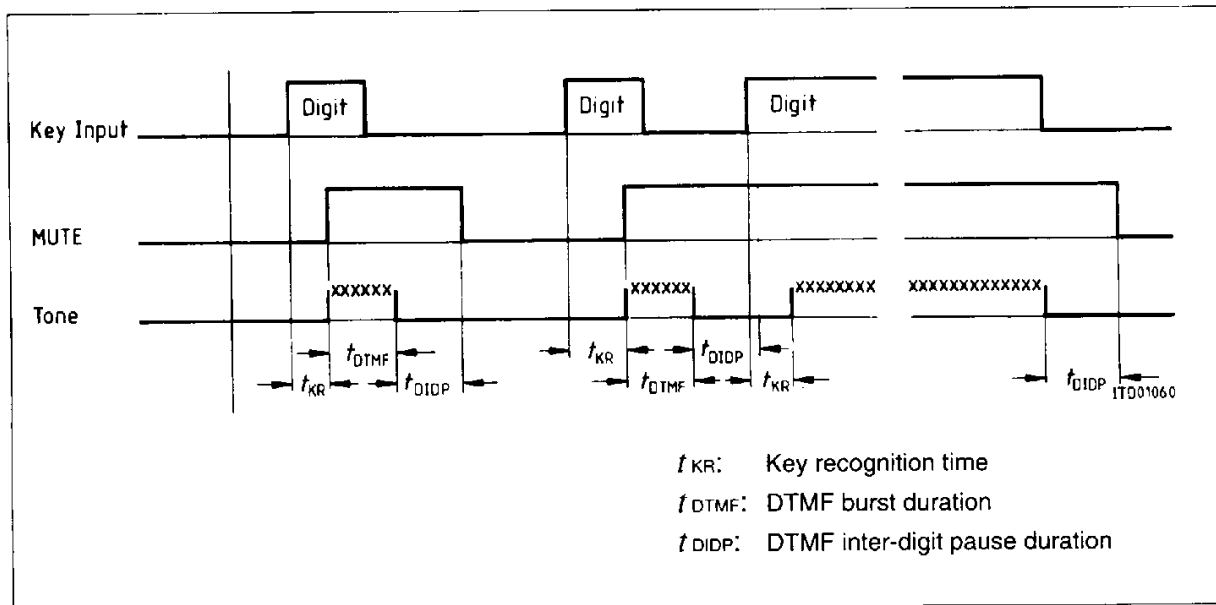 Digit Digit Digit
Key Input
MUTE
XXXXXX XXXXXX XXXXXXXX XXXXXXXXXXXXX
Tone
tDTMF tKR tDIDP
tKR tDIDP tDTMF tKR tDIDP
ITD01060
tKR: Key recognition time
tDTMF: DTMF burst duration
tDIDP: DTMF inter-digit pause duration